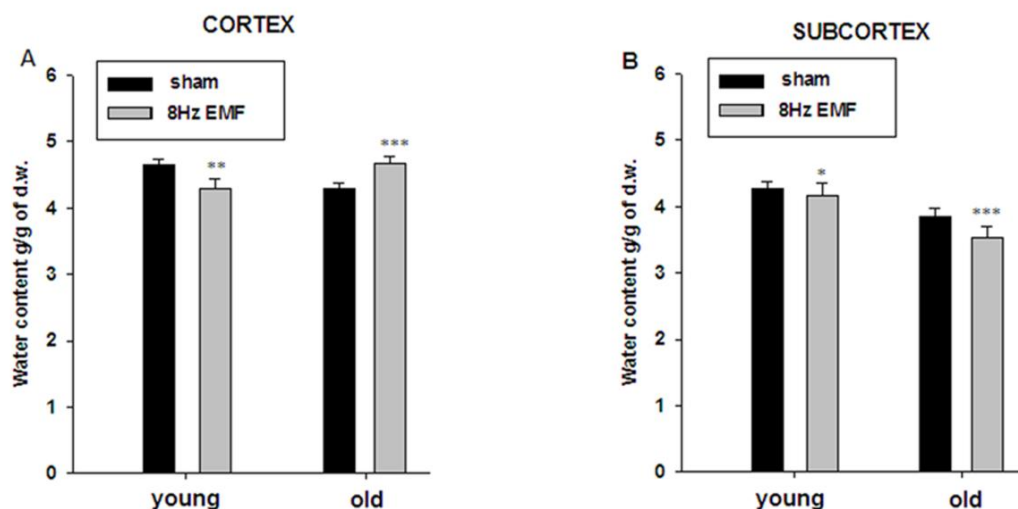 CORTEX
A
sham
8Hz EMF
6
5
4
3
2
1
0
Water content g/g of d.w.
**
***
young
old
SUBCORTEX
B
sham
8Hz EMF
6
5
4
3
2
1
0
Water content g/g of d.w.
*
***
young
old